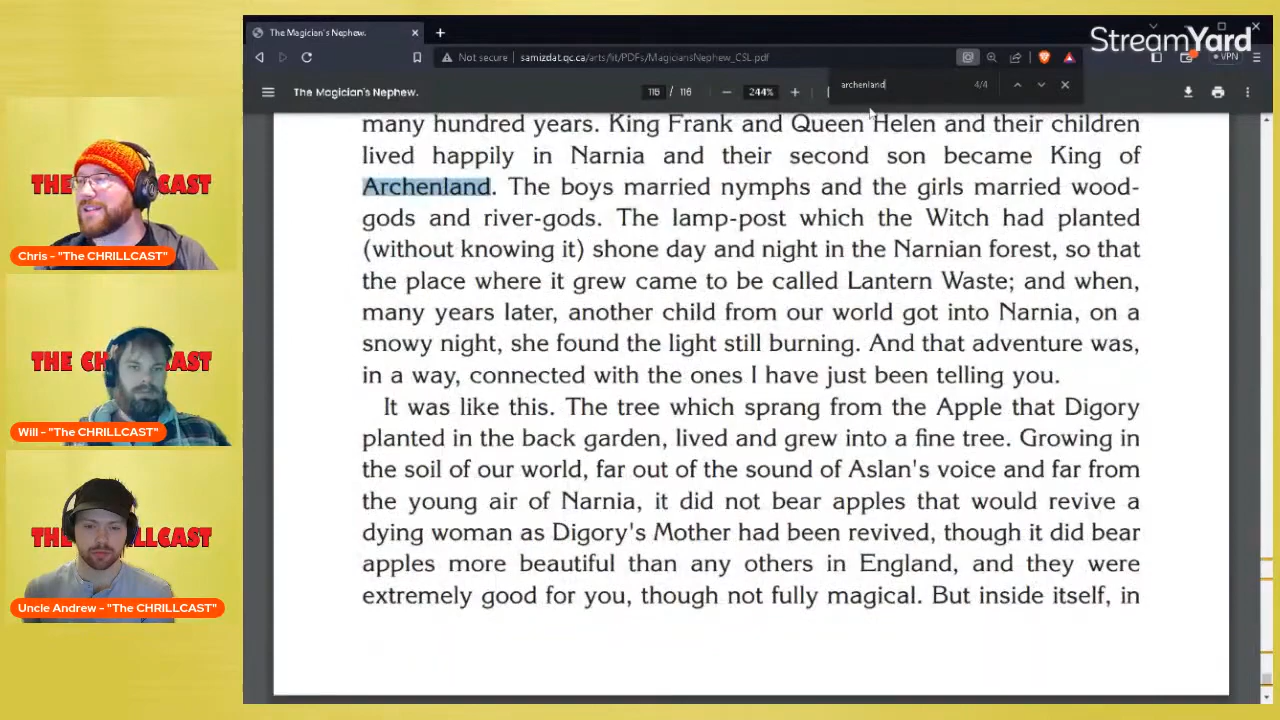 The Magician's Nephew.
StreamYard
Not secure samizdat.qc.ca/arts/lit/PDFs/MagiciansNephew_CSL.pdf
VPN
The Magician's Nephew.
116 / 116
244%
archenland
4/4
many hundred years. King Frank and Queen Helen and their children
lived happily in Narnia and their second son became King of
Archenland. The boys married nymphs and the girls married wood-
gods and river-gods. The lamp-post which the Witch had planted
(without knowing it) shone day and night in the Narnian forest, so that
the place where it grew came to be called Lantern Waste; and when,
many years later, another child from our world got into Narnia, on a
snowy night, she found the light still burning. And that adventure was,
in a way, connected with the ones I have just been telling you.
It was like this. The tree which sprang from the Apple that Digory
planted in the back garden, lived and grew into a fine tree. Growing in
the soil of our world, far out of the sound of Aslan's voice and far from
the young air of Narnia, it did not bear apples that would revive a
dying woman as Digory's Mother had been revived, though it did bear
apples more beautiful than any others in England, and they were
extremely good for you, though not fully magical. But inside itself, in
Chris - "The CHRILLCAST"
Will - "The CHRILLCAST"
Uncle Andrew - "The CHRILLCAST"